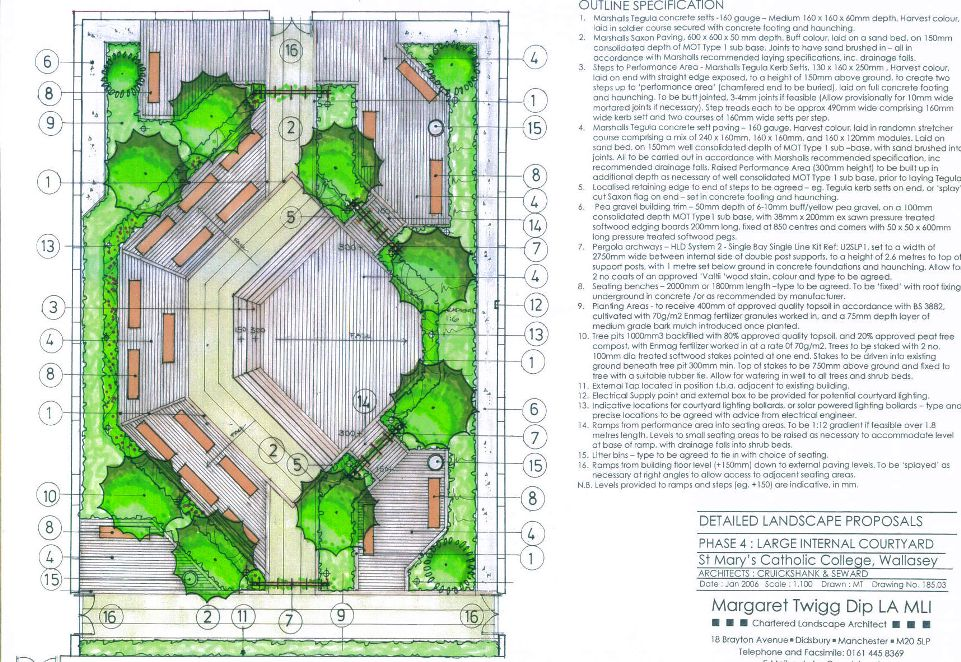 OUTLINE SPECIFICATION
1. Marshalls Tegula concrete setts -160 gauge – Medium 160 x 160 x 60mm depth, Harvest colour,
laid in soldier course secured with concrete footing and haunching.
2. Marshalls Saxon Paving, 600 x 600 x 50 mm depth, Buff colour, laid on a sand bed, on 150mm
consolidated depth of MOT Type 1 sub base. Joints to have sand brushed in – all in
accordance with Marshalls recommended laying specifications, inc. drainage falls.
3. Steps to Performance Area - Marshalls Tegula Kerb Setts, 130 x 160 x 250mm , Harvest colour,
laid on end with straight edge exposed, to a height of 150mm above ground, to create two
steps up to 'performance area' (chamfered end to be buried), laid on full concrete footing
and haunching. To be butt jointed, 3-4mm joints if feasible (Allow provisionally for 10mm wide
mortared joints if necessary). Step treads to be approx 490mm wide comprising 160mm
wide kerb sett and two courses of 160mm wide setts per step.
4. Marshalls Tegula concrete sett paving – 160 gauge, Harvest colour, laid in randomn stretcher
course comprising a mix of 240 x 160mm, 160 x 160mm, and 160 x 120mm modules. Laid on
sand bed, on 150mm well consolidated depth of MOT Type 1 sub –base, with sand brushed into
joints. All to be carried out in accordance with Marshalls recommended specification, inc
recommended drainage falls. Raised Performance Area (300mm height) to be built up in
additional depth as necessary of well consolidated MOT Type 1 sub base, prior to laying Tegula
5. Localised retaining edge to end of steps to be agreed – eg. Tegula kerb setts on end, or 'splay'
cut Saxon flag on end – set in concrete footing and haunching.
6. Pea gravel building trim – 50mm depth of 6-10mm buff/yellow pea gravel, on a 100mm
consolidated depth MOT Type1 sub base, with 38mm x 200mm ex sawn pressure treated
softwood edging boards 200mm long, fixed at 850 centres and corners with 50 x 50 x 600mm
long pressure treated softwood pegs.
7. Pergola archways – HLD System 2 - Single Bay Single Line Kit Ref: U2SLP1, set to a width of
2750mm wide between internal side of double post supports, to a height of 2.6 metres to top of
support posts, with 1 metre set below ground in concrete foundations and haunching. Allow for
2 no coats of an approved 'Valtti 'wood stain, colour and type to be agreed.
8. Seating benches – 2000mm or 1800mm length –type to be agreed. To be 'fixed' with root fixing
underground in concrete /or as recommended by manufacturer.
9. Planting Areas - to receive 400mm of approved quality topsoil in accordance with BS 3882,
cultivated with 70g/m2 Enmag fertilizer granules worked in, and a 75mm depth layer of
medium grade bark mulch introduced once planted.
10. Tree pits 1000mm3 backfilled with 80% approved quality topsoil, and 20% approved peat free
compost, with Enmag fertilizer worked in at a rate 0f 70g/m2. Trees to be staked with 2 no.
100mm dia treated softwood stakes pointed at one end. Stakes to be driven into existing
ground beneath tree pit 300mm min. Top of stakes to be 750mm above ground and fixed to
tree with a suitable rubber tie. Allow for watering in well to all trees and shrub beds.
11. External Tap located in position t.b.a. adjacent to existing building.
12. Electrical Supply point and external box to be provided for potential courtyard lighting.
13. Indicative locations for courtyard lighting bollards, or solar powered lighting bollards – type and
precise locations to be agreed with advice from electrical engineer.
14. Ramps from performance area into seating areas. To be 1:12 gradient if feasible over 1.8
metres length. Levels to small seating areas to be raised as necessary to accommodate level
at base of ramp, with drainage falls into shrub beds.
15. Litter bins – type to be agreed to tie in with choice of seating.
16. Ramps from building floor level (+150mm) down to external paving levels. To be 'splayed' as
necessary at right angles to allow access to adjacent seating areas.
N.B. Levels provided to ramps and steps (eg. +150) are indicative, in mm.
DETAILED LANDSCAPE PROPOSALS
PHASE 4 : LARGE INTERNAL COURTYARD
St Mary's Catholic College, Wallasey
ARCHITECTS : CRUICKSHANK & SEWARD
Date : Jan 2006 Scale : 1.100 Drawn : MT Drawing No. 185.03
Margaret Twigg Dip LA MLI
Chartered Landscape Architect
18 Brayton Avenue Didsbury Manchester M20 5LP
Telephone and Facsimile: 0161 445 8369
6
8
9
1
13
3
4
8
1
10
8
4
15
16
2
5
300+
150 300
+ +
14
300+
2
5
150+
4
1
15
8
4
14
7
4
12
13
1
6
7
15
8
4
1
16
2
11
7
9
16